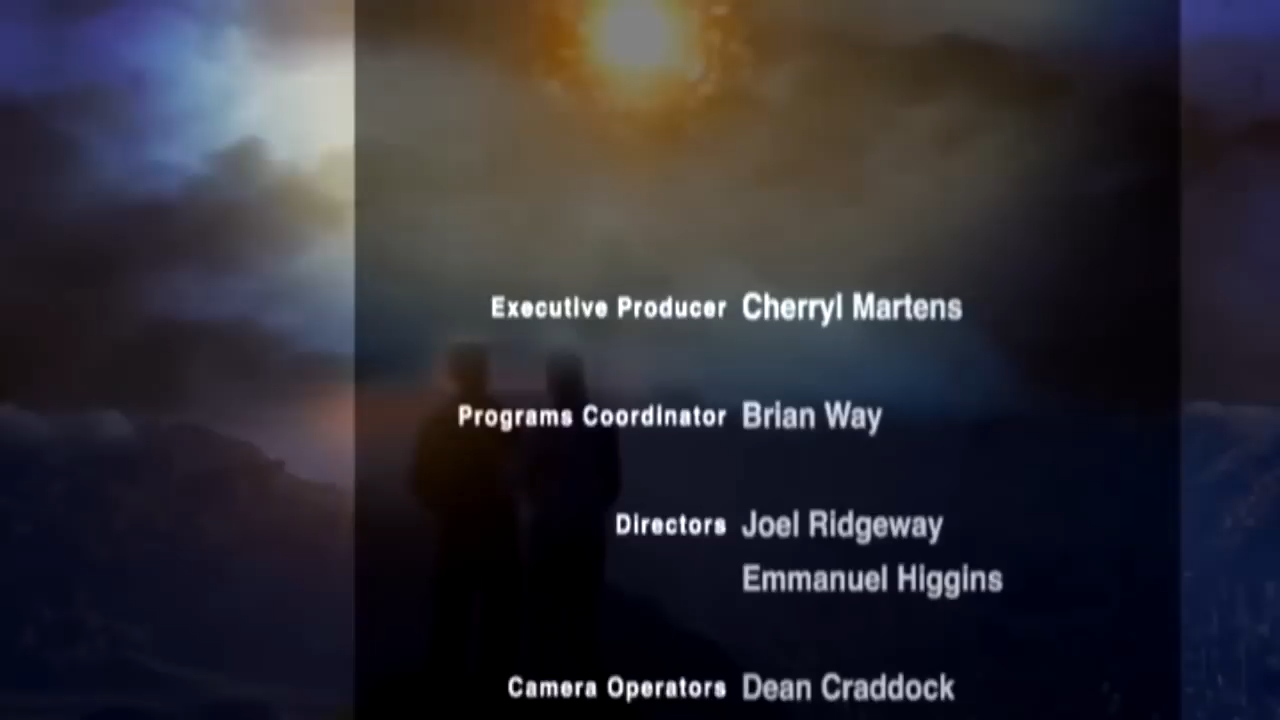 Executive Producer Cherryl Martens
Programs Coordinator Brian Way
Directors Joel Ridgeway
Emmanuel Higgins
Camera Operators Dean Craddock